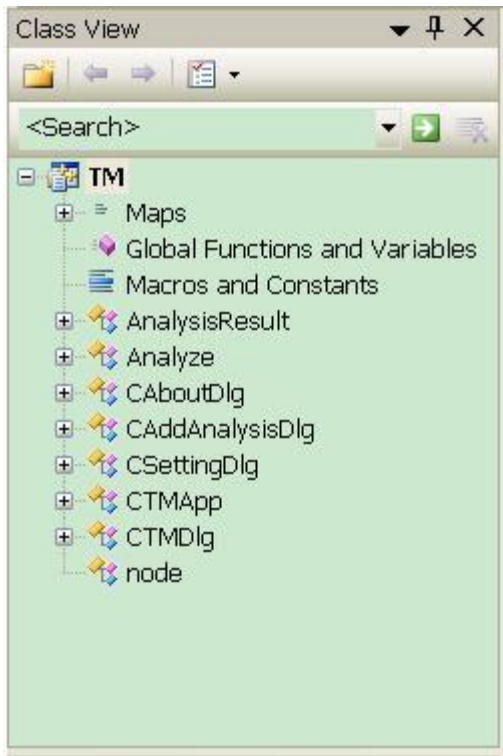 Class View
<Search>
TM
Maps
Global Functions and Variables
Macros and Constants
AnalysisResult
Analyze
CAboutDlg
CAddAnalysisDlg
CSettingDlg
CTMApp
CTMDlg
node